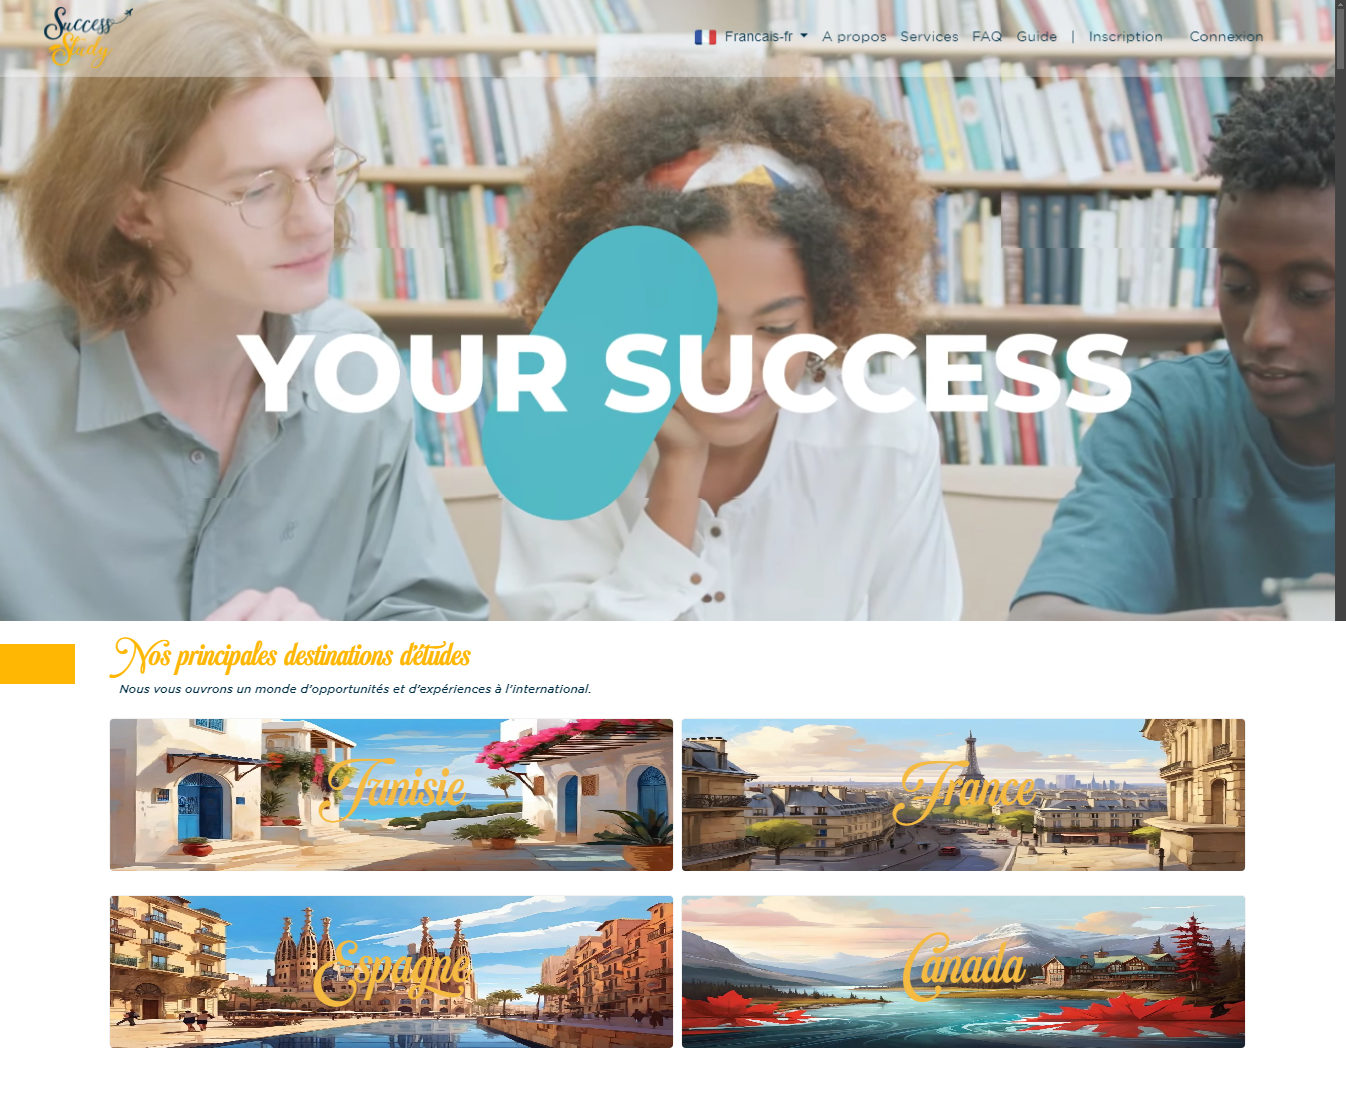 Success
Study
Francais-fr A propos Services FAQ Guide | Inscription Connexion
YOUR SUCCESS
Nos principales destinations d'études
Nous vous ouvrons un monde d'opportunités et d'expériences à l'international.
Tunisie
France
Espagne
Canada